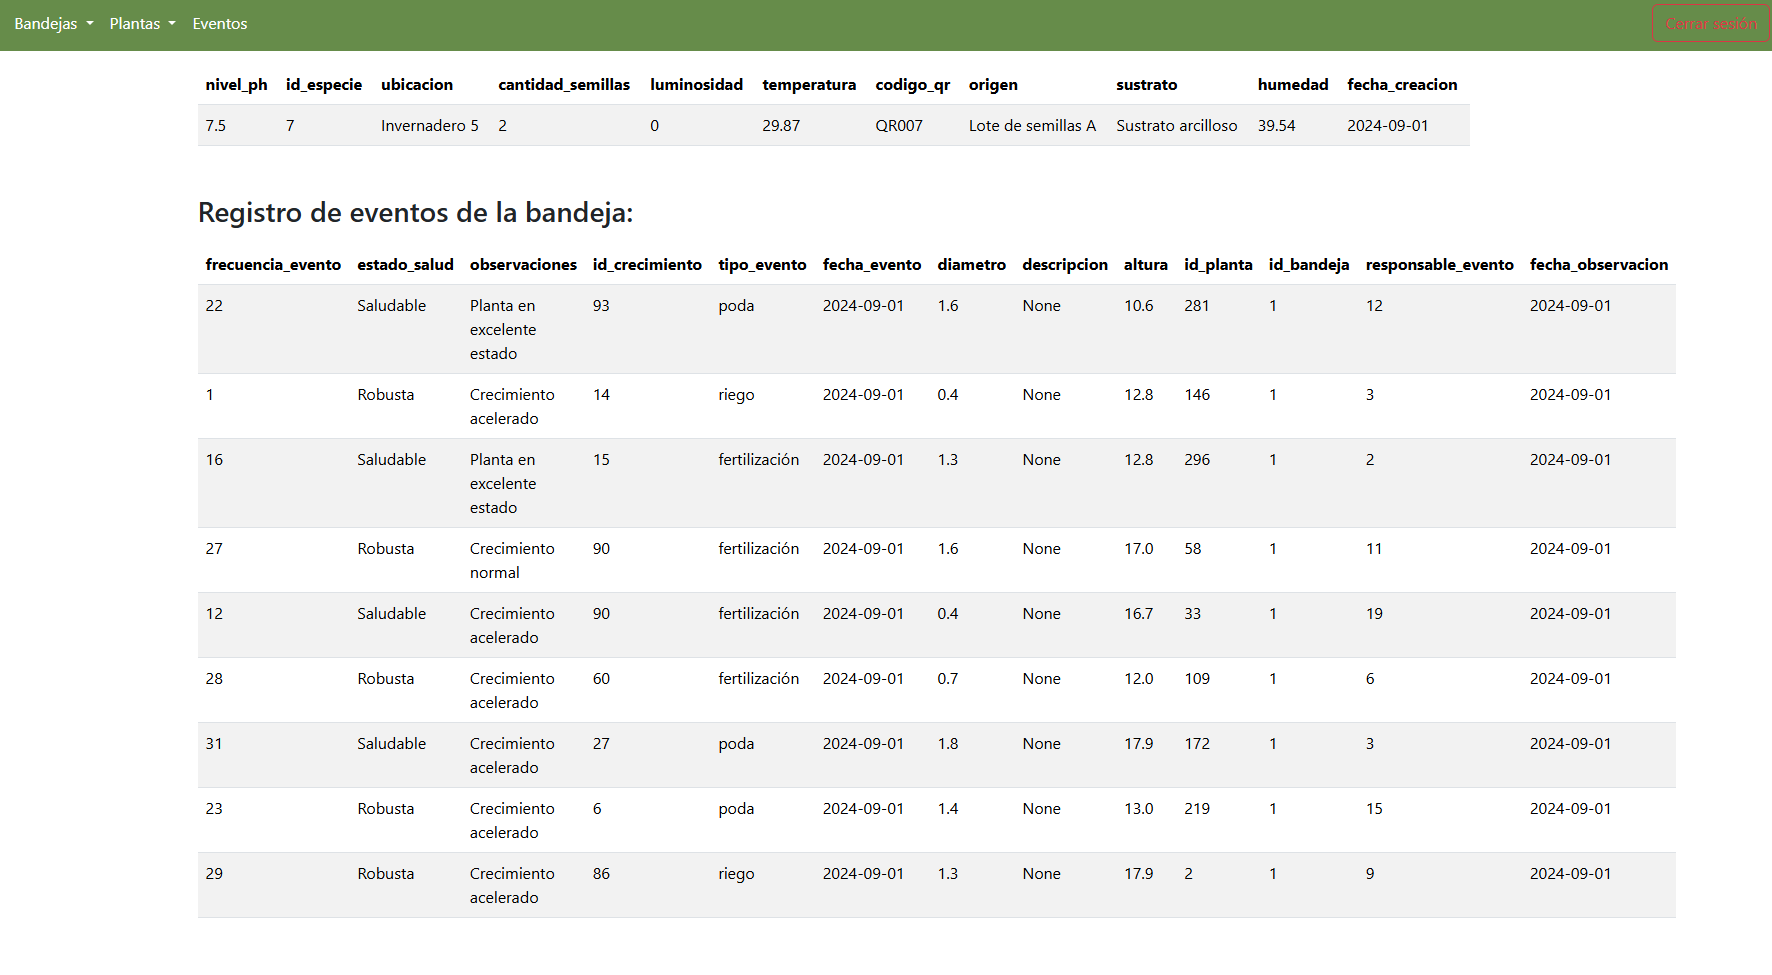 Bandejas Plantas Eventos Cerrar sesión
nivel_ph id_especie ubicacion cantidad_semillas luminosidad temperatura codigo_qr origen sustrato humedad fecha_creacion
7.5 7 Invernadero 5 2 0 29.87 QR007 Lote de semillas A Sustrato arcilloso 39.54 2024-09-01
Registro de eventos de la bandeja:
frecuencia_evento estado_salud observaciones id_crecimiento tipo_evento fecha_evento diametro descripcion altura id_planta id_bandeja responsable_evento fecha_observacion
22 Saludable Planta en 93 poda 2024-09-01 1.6 None 10.6 281 1 12 2024-09-01
excelente
estado
1 Robusta Crecimiento 14 riego 2024-09-01 0.4 None 12.8 146 1 3 2024-09-01
acelerado
16 Saludable Planta en 15 fertilización 2024-09-01 1.3 None 12.8 296 1 2 2024-09-01
excelente
estado
27 Robusta Crecimiento 90 fertilización 2024-09-01 1.6 None 17.0 58 1 11 2024-09-01
normal
12 Saludable Crecimiento 90 fertilización 2024-09-01 0.4 None 16.7 33 1 19 2024-09-01
acelerado
28 Robusta Crecimiento 60 fertilización 2024-09-01 0.7 None 12.0 109 1 6 2024-09-01
acelerado
31 Saludable Crecimiento 27 poda 2024-09-01 1.8 None 17.9 172 1 3 2024-09-01
acelerado
23 Robusta Crecimiento 6 poda 2024-09-01 1.4 None 13.0 219 1 15 2024-09-01
acelerado
29 Robusta Crecimiento 86 riego 2024-09-01 1.3 None 17.9 2 1 9 2024-09-01
acelerado